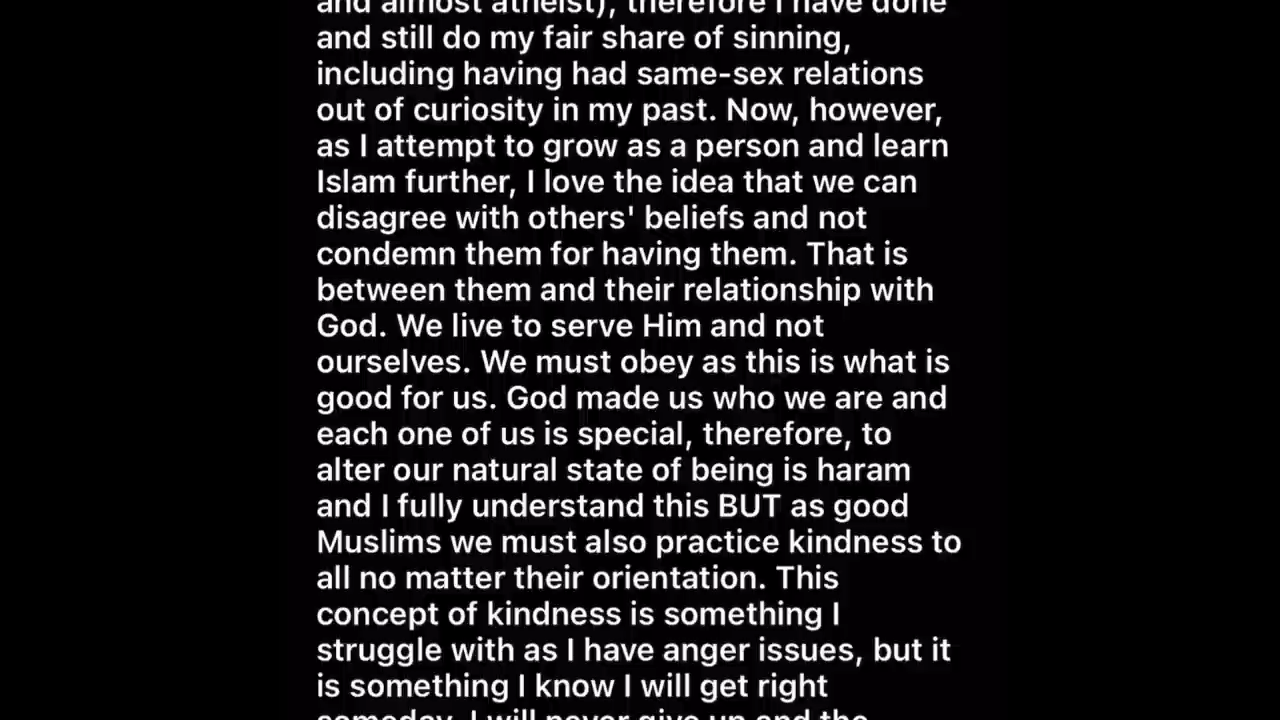 and almost atheist), therefore I have done
and still do my fair share of sinning,
including having had same-sex relations
out of curiosity in my past. Now, however,
as I attempt to grow as a person and learn
Islam further, I love the idea that we can
disagree with others' beliefs and not
condemn them for having them. That is
between them and their relationship with
God. We live to serve Him and not
ourselves. We must obey as this is what is
good for us. God made us who we are and
each one of us is special, therefore, to
alter our natural state of being is haram
and I fully understand this BUT as good
Muslims we must also practice kindness to
all no matter their orientation. This
concept of kindness is something I
struggle with as I have anger issues, but it
is something I know I will get right
someday. I will never give up and the